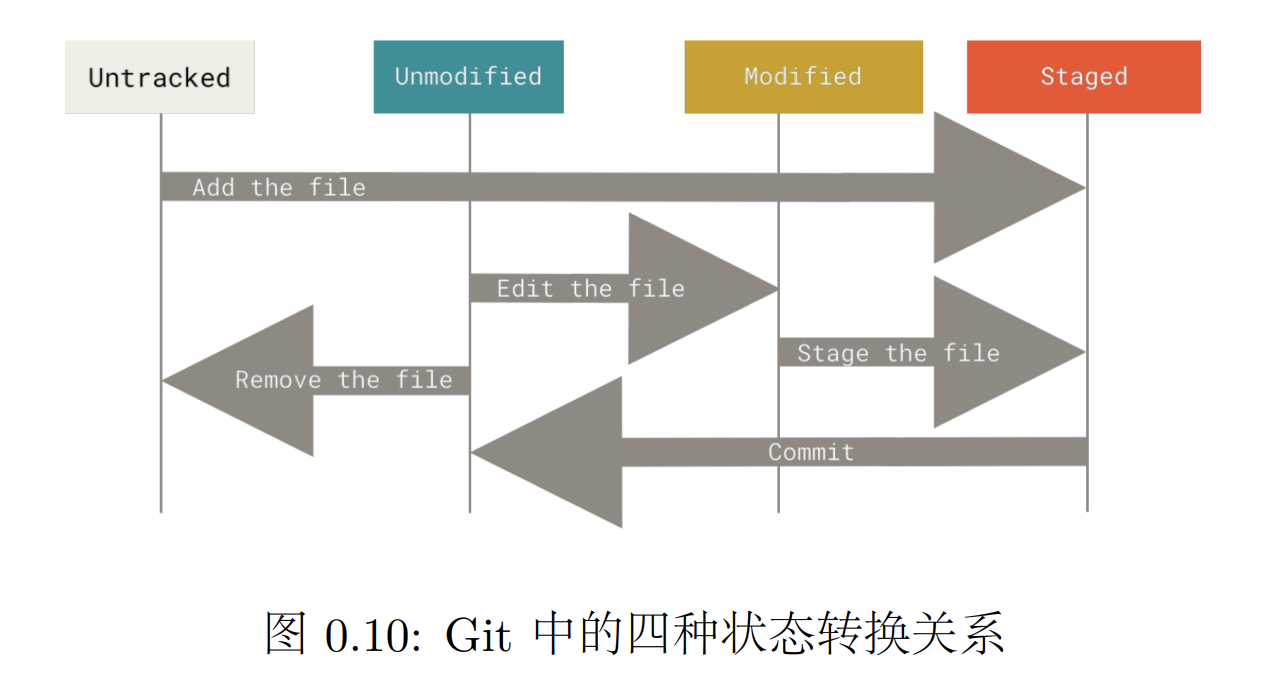 Untracked
Unmodified
Modified
Staged
Add the file
Edit the file
Stage the file
Remove the file
Commit
图 0.10: Git 中的四种状态转换关系